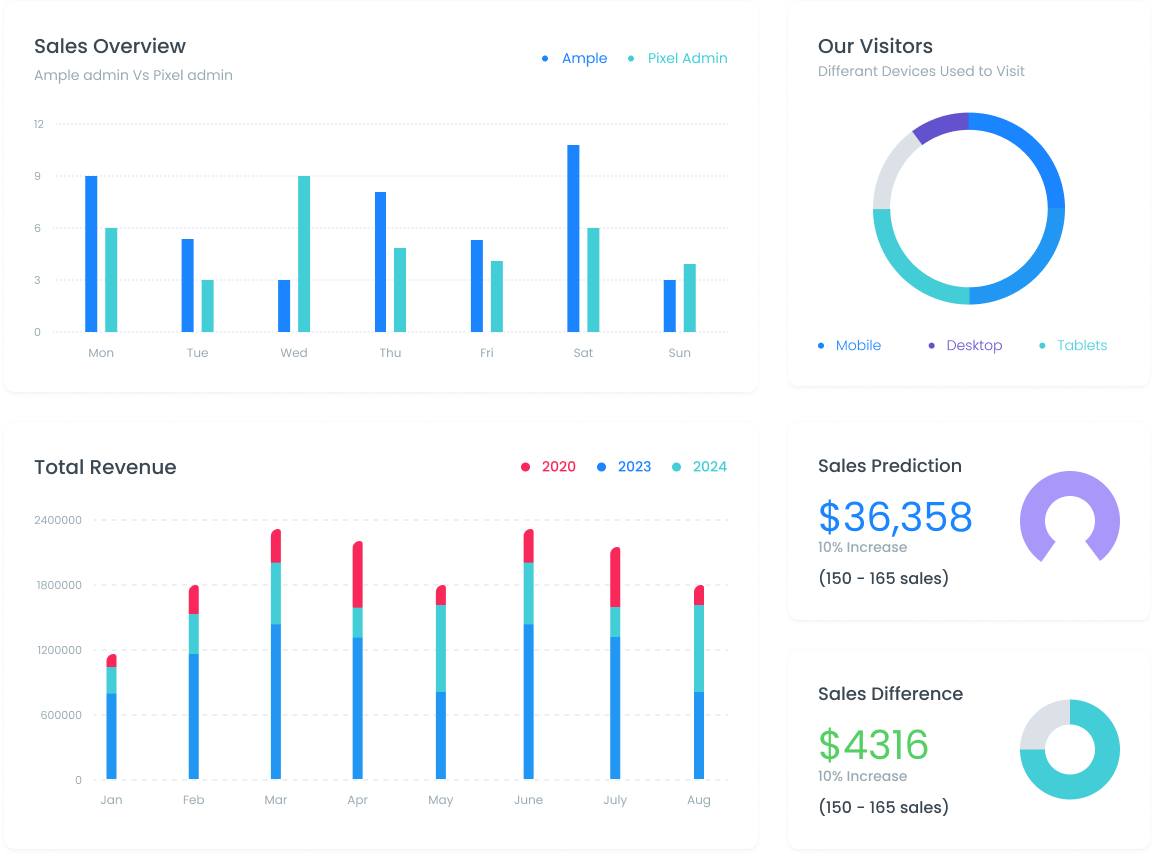 Sales Overview
Ample admin Vs Pixel admin
Ample
Pixel Admin
12
9
6
3
0
Mon
Tue
Wed
Thu
Fri
Sat
Sun
Our Visitors
Differant Devices Used to Visit
Mobile
Desktop
Tablets
Total Revenue
2020
2023
2024
2400000
1800000
1200000
600000
0
Jan
Feb
Mar
Apr
May
June
July
Aug
Sales Prediction
$36,358
10% Increase
(150 - 165 sales)
Sales Difference
$4316
10% Increase
(150 - 165 sales)